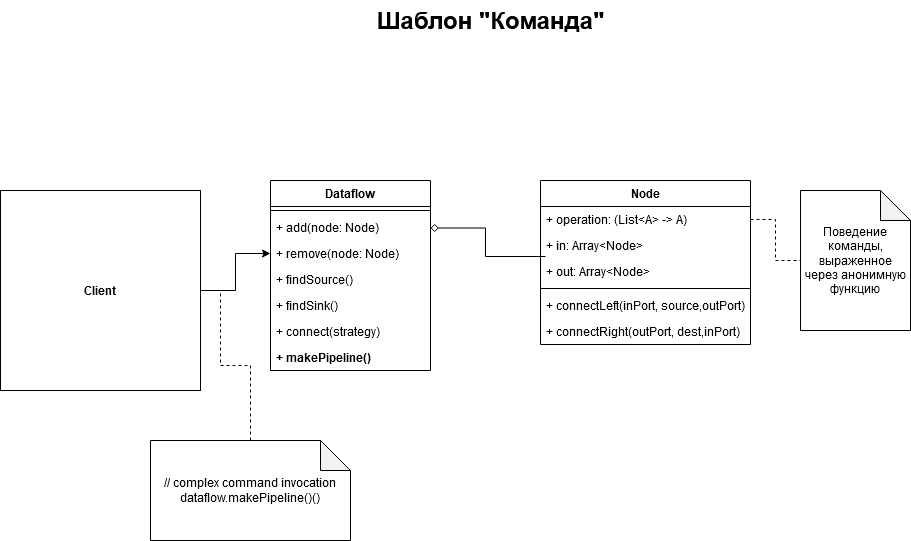 Шаблон "Команда"
Client
Dataflow
+ add(node: Node)
+ remove(node: Node)
+ findSource()
+ findSink()
+ connect(strategy)
+ makePipeline()
Node
+ operation: (List<A> -> A)
+ in: Array<Node>
+ out: Array<Node>
+ connectLeft(inPort, source,outPort)
+ connectRight(outPort, dest,inPort)
Поведение
команды,
выраженное
через анонимную
функцию
// complex command invocation
dataflow.makePipeline()()